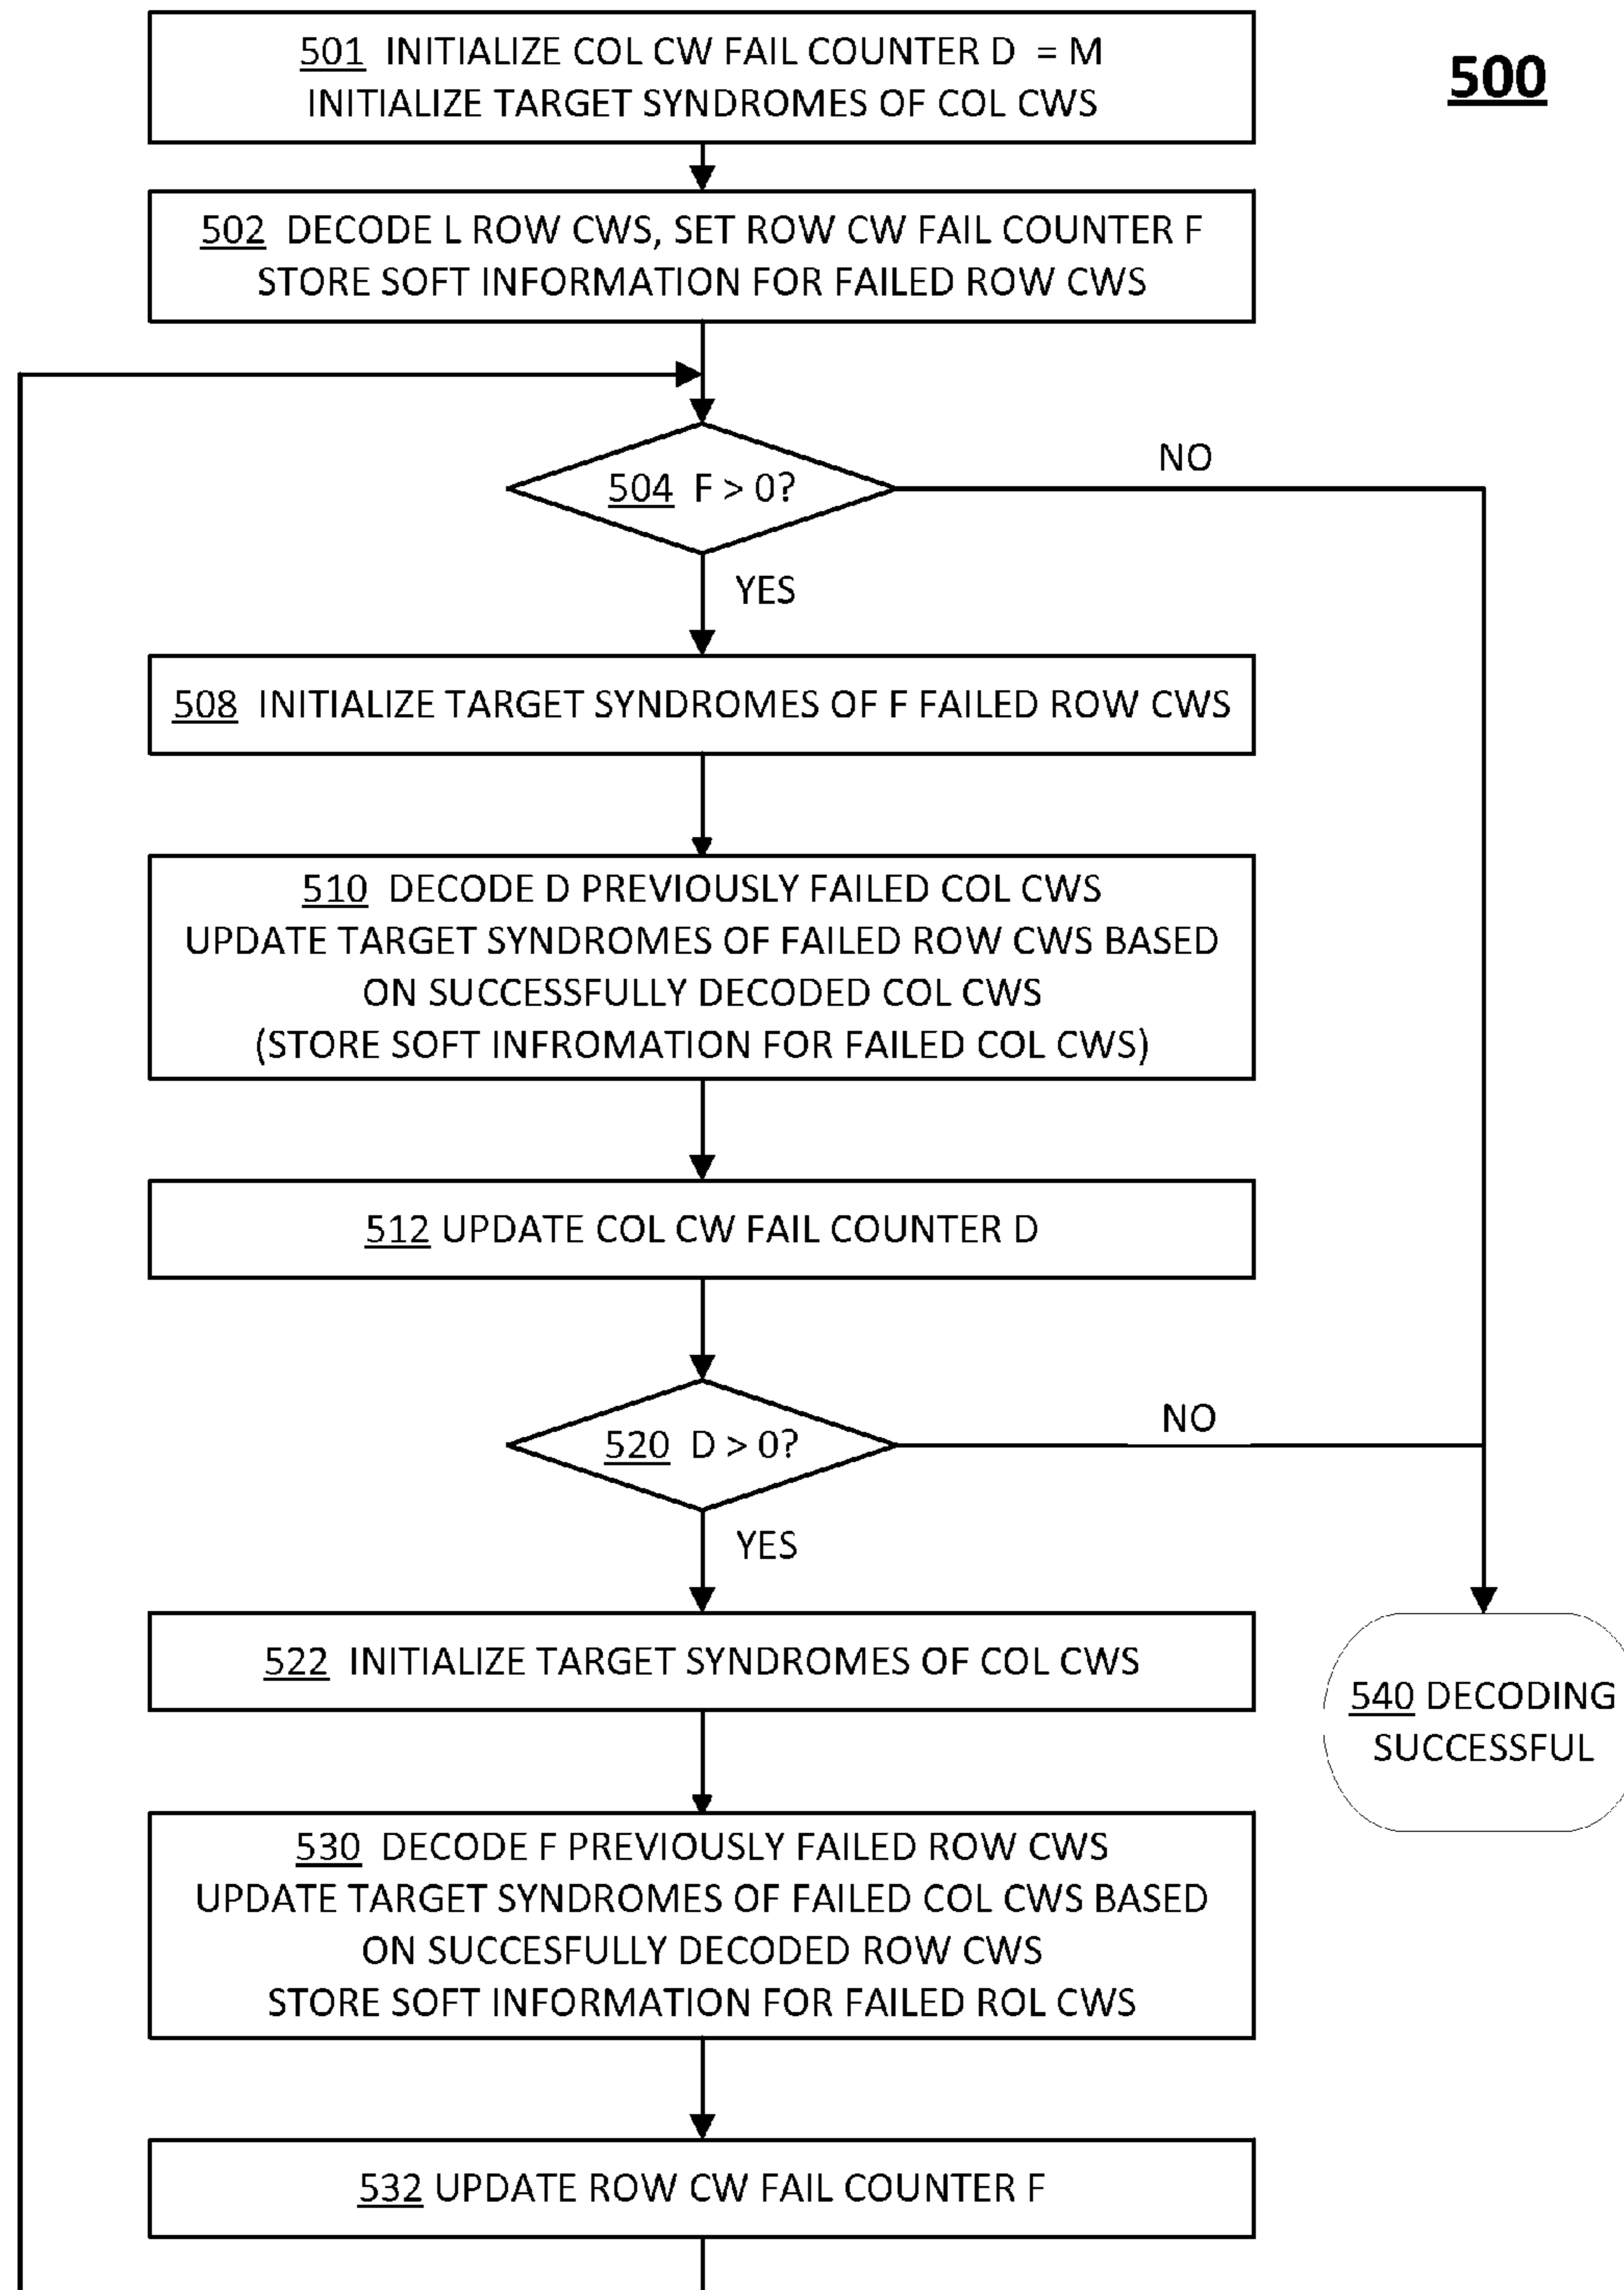 501 INITIALIZE COL CW FAIL COUNTER D = M
INITIALIZE TARGET SYNDROMES OF COL CWS
500
502 DECODE L ROW CWS, SET ROW CW FAIL COUNTER F
STORE SOFT INFORMATION FOR FAILED ROW CWS
504 F > 0?
NO
YES
508 INITIALIZE TARGET SYNDROMES OF F FAILED ROW CWS
510 DECODE D PREVIOUSLY FAILED COL CWS
UPDATE TARGET SYNDROMES OF FAILED ROW CWS BASED
ON SUCCESSFULLY DECODED COL CWS
(STORE SOFT INFROMATION FOR FAILED COL CWS)
512 UPDATE COL CW FAIL COUNTER D
520 D > 0?
NO
YES
522 INITIALIZE TARGET SYNDROMES OF COL CWS
540 DECODING
SUCCESSFUL
530 DECODE F PREVIOUSLY FAILED ROW CWS
UPDATE TARGET SYNDROMES OF FAILED COL CWS BASED
ON SUCCESFULLY DECODED ROW CWS
STORE SOFT INFORMATION FOR FAILED ROL CWS
532 UPDATE ROW CW FAIL COUNTER F